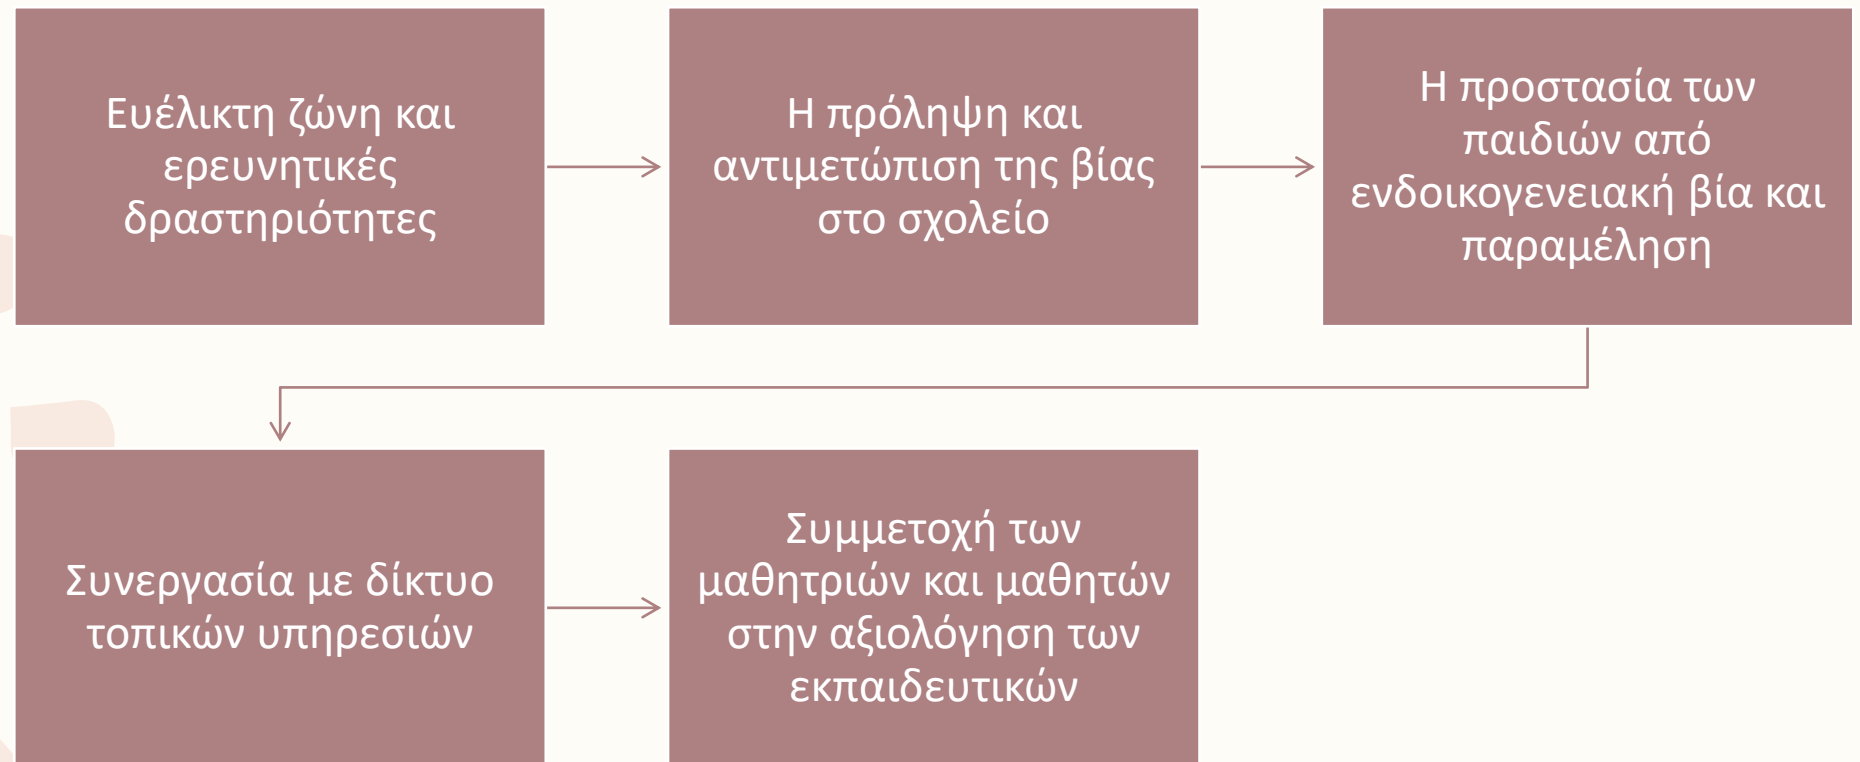 Ευέλικτη ζώνη και
ερευνητικές
δραστηριότητες
Η πρόληψη και
αντιμετώπιση της βίας
στο σχολείο
Η προστασία των
παιδιών από
ενδοικογενειακή βία και
παραμέληση
Συνεργασία με δίκτυο
τοπικών υπηρεσιών
Συμμετοχή των
μαθητριών και μαθητών
στην αξιολόγηση των
εκπαιδευτικών